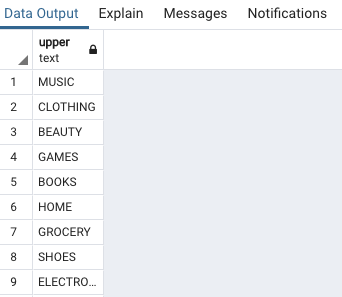 Data Output Explain Messages Notifications
upper
text
1 MUSIC
2 CLOTHING
3 BEAUTY
4 GAMES
5 BOOKS
6 HOME
7 GROCERY
8 SHOES
9 ELECTRO...